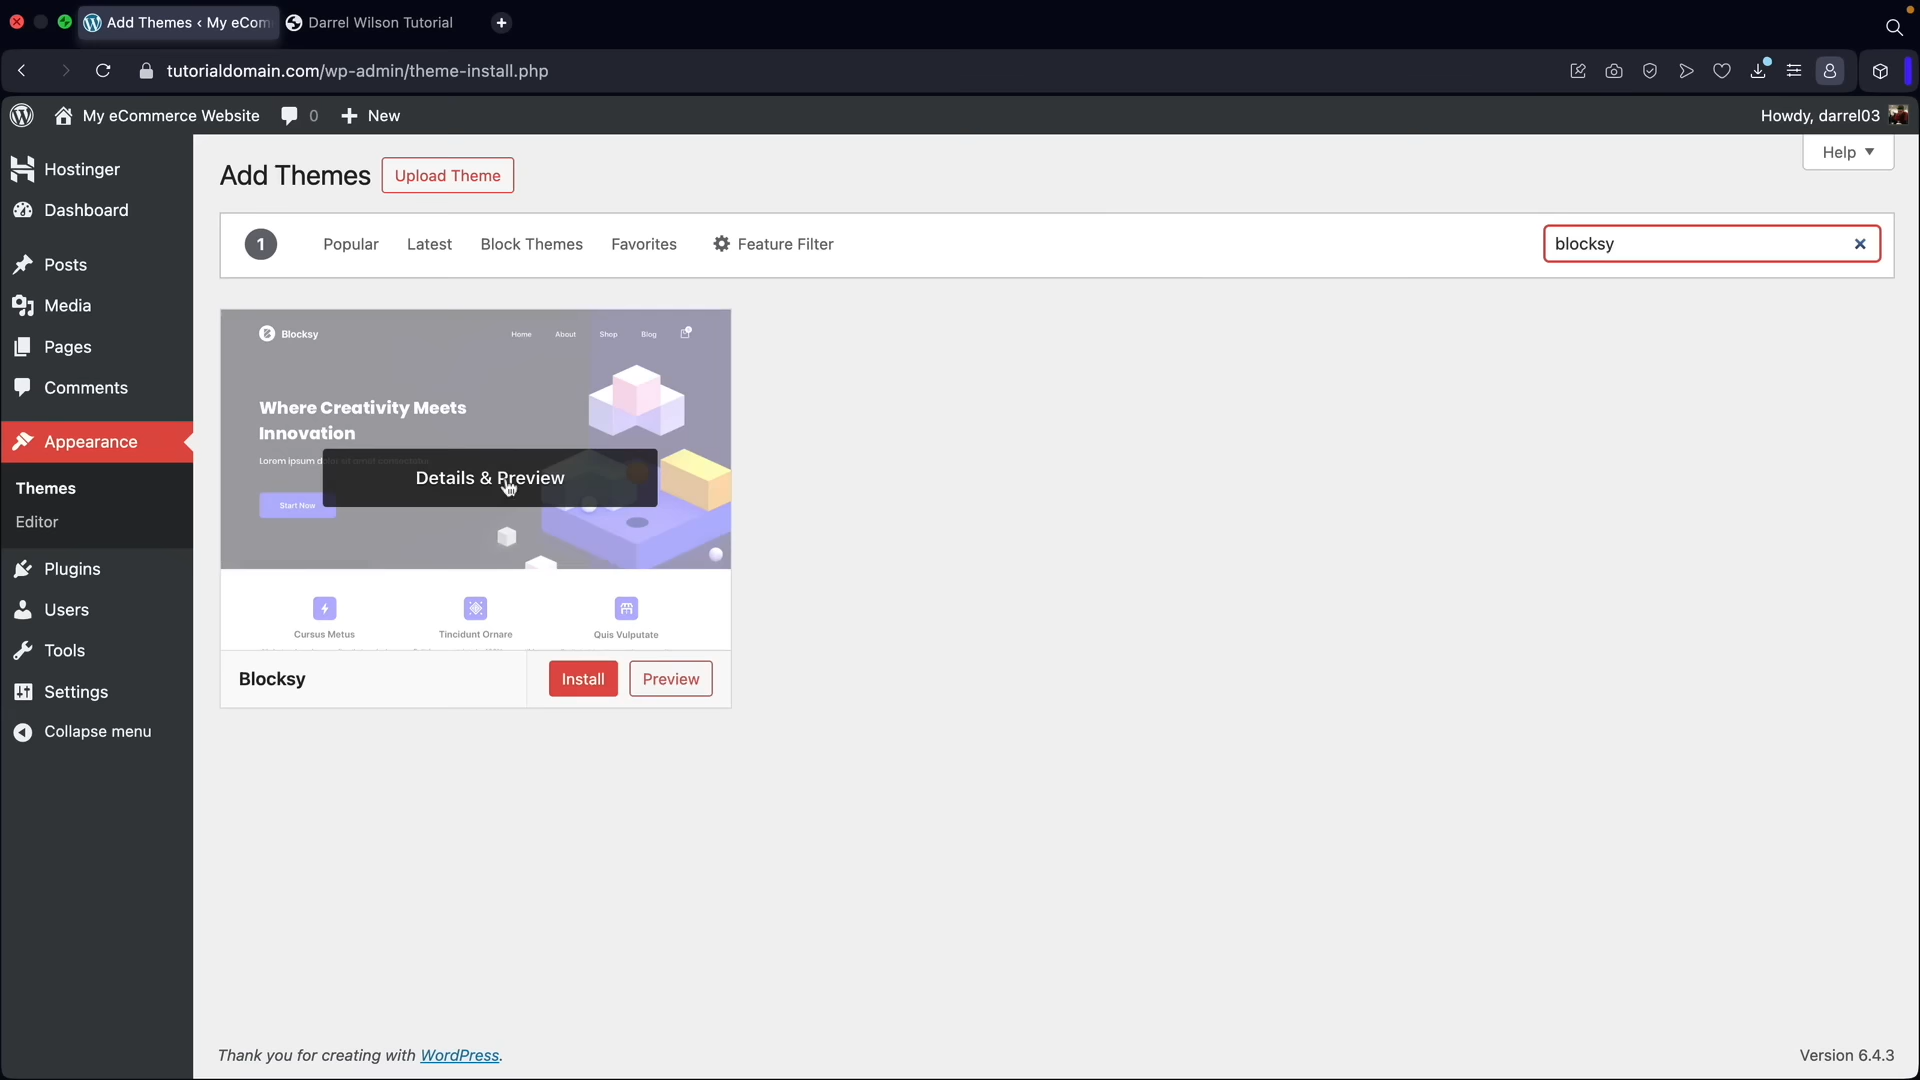 Add Themes < My eCom
Darrel Wilson Tutorial
tutorialdomain.com/wp-admin/theme-install.php
My eCommerce Website
0
New
Howdy, darrel03
Hostinger
Dashboard
Posts
Media
Pages
Comments
Appearance
Themes
Editor
Plugins
Users
Tools
Settings
Collapse menu
Help
Add Themes
Upload Theme
1
Popular
Latest
Block Themes
Favorites
Feature Filter
blocksy
Blocksy
Home
About
Shop
Blog
Where Creativity Meets
Innovation
Lorem ipsum
Details & Preview
Start Now
Cursus Metus
Tincidunt Ornare
Quis Vulputate
Blocksy
Install
Preview
Thank you for creating with WordPress.
Version 6.4.3